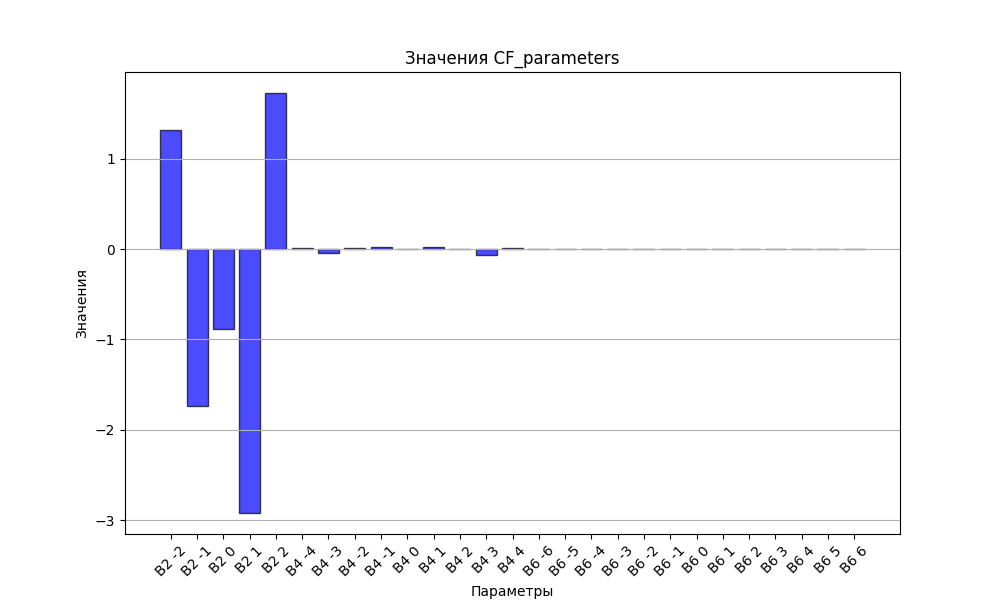 Значения CF_parameters
Значения
1
0
−1
−2
−3
B2 -2
B2 -1
B2 0
B2 1
B2 2
B4 -4
B4 -3
B4 -2
B4 -1
B4 0
B4 1
B4 2
B4 3
B4 4
B6 -6
B6 -5
B6 -4
B6 -3
B6 -2
B6 -1
B6 0
B6 1
B6 2
B6 3
B6 4
B6 5
B6 6
Параметры